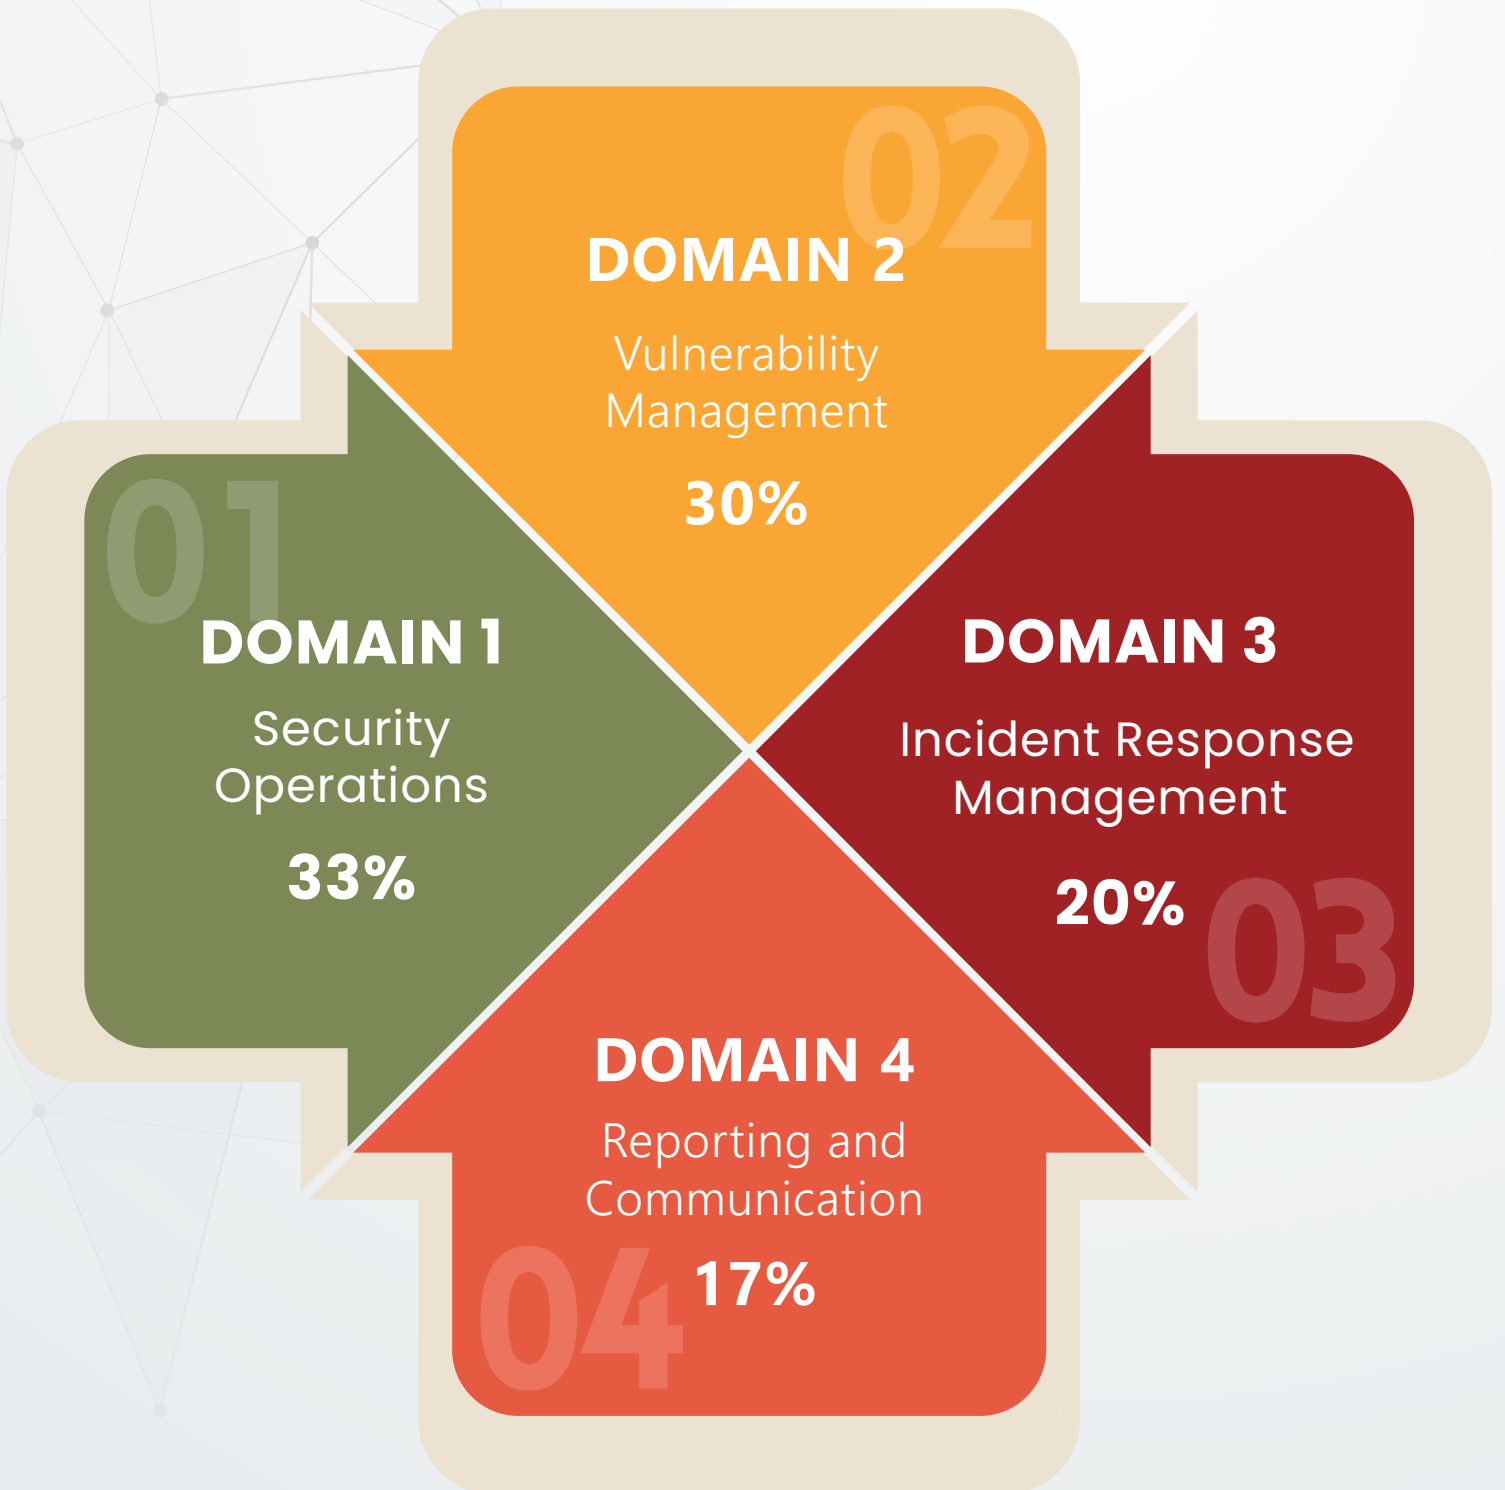 02
DOMAIN 2
Vulnerability
Management
30%
01
DOMAIN 1
Security
Operations
33%
DOMAIN 3
Incident Response
Management
20%
03
DOMAIN 4
Reporting and
Communication
17%
04